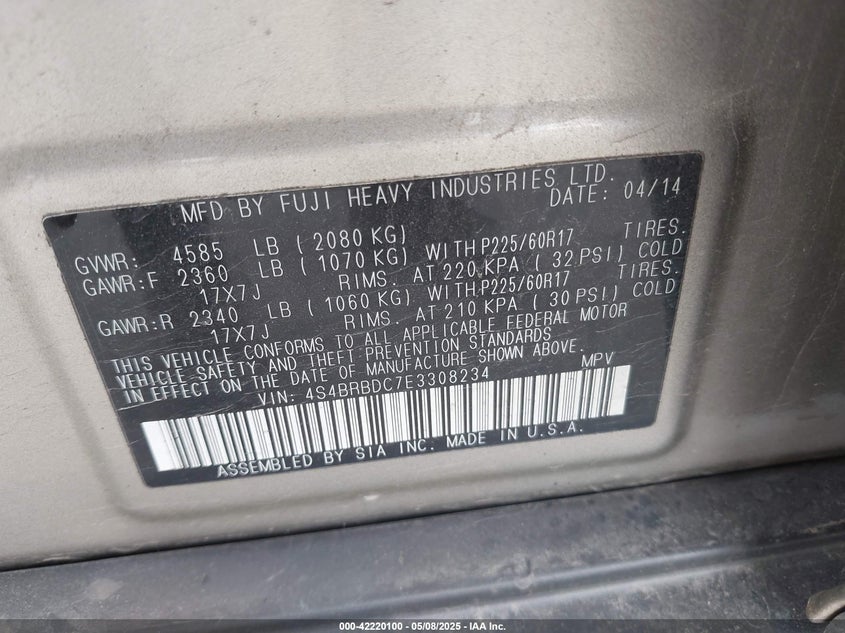 MFD BY FUJI HEAVY INDUSTRIES LTD.
DATE: 04/14
GVWR: 4585 LB ( 2080 KG)
GAWR:F 2360 LB ( 1070 KG) WITH P225/60R17 TIRES.
17X7J RIMS. AT 220 KPA ( 32 PSI) COLD
GAWR:R 2340 LB ( 1060 KG) WITH P225/60R17 TIRES.
17X7J RIMS. AT 210 KPA ( 30 PSI) COLD
THIS VEHICLE CONFORMS TO ALL APPLICABLE FEDERAL MOTOR
VEHICLE SAFETY AND THEFT PREVENTION STANDARDS
IN EFFECT ON THE DATE OF MANUFACTURE SHOWN ABOVE.
VIN: 4S4BRBDC7E3308234 MPV
ASSEMBLED BY SIA INC. MADE IN U.S.A.
000-42220100 - 05/08/2025 - IAA Inc.